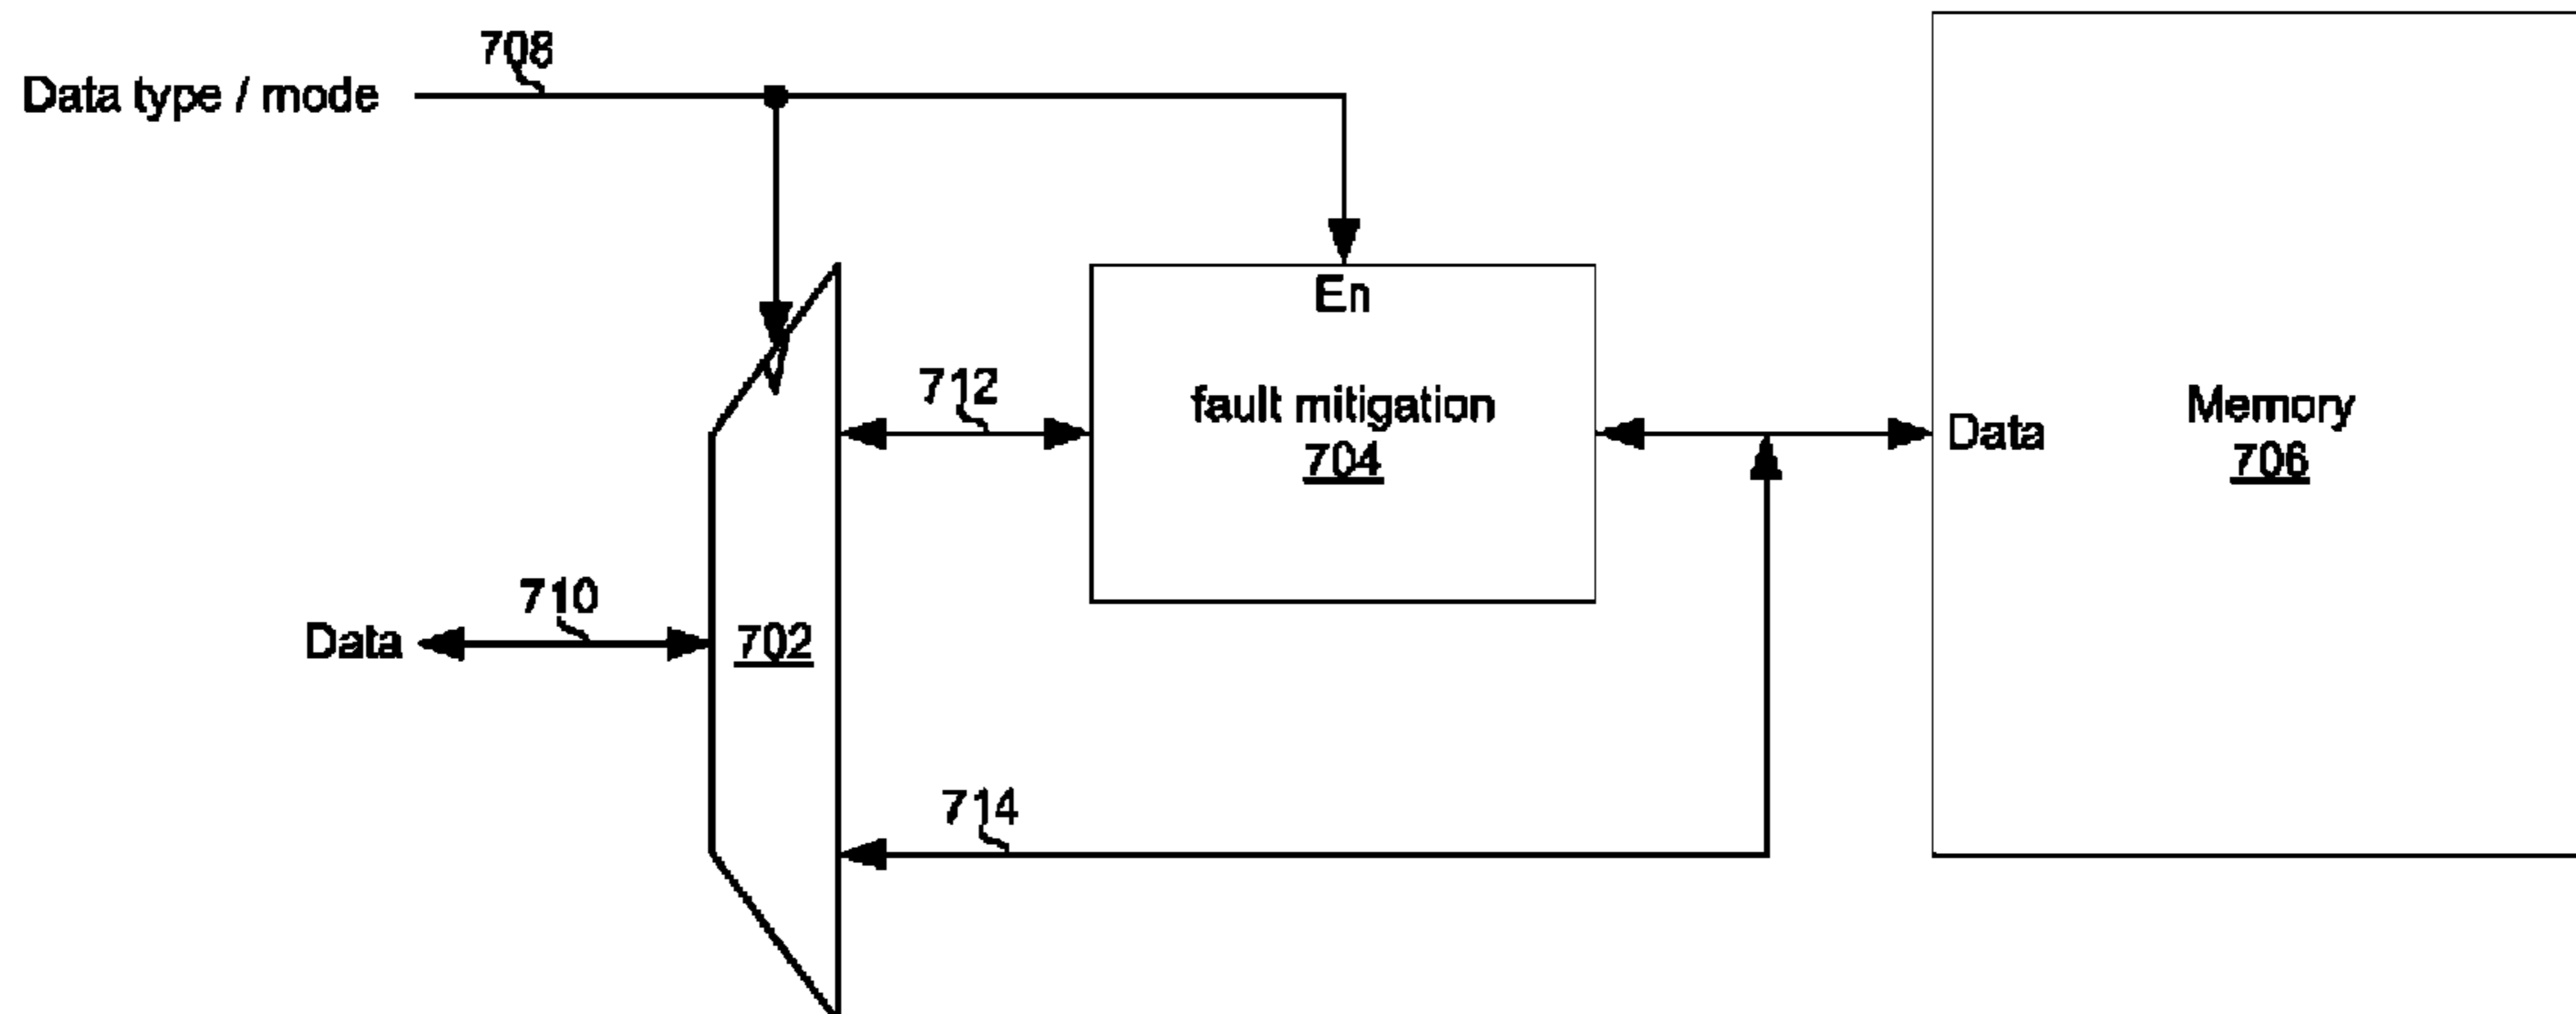 708
Data type / mode
En
712
fault mitigation
704
Data
Memory
706
710
Data
702
714